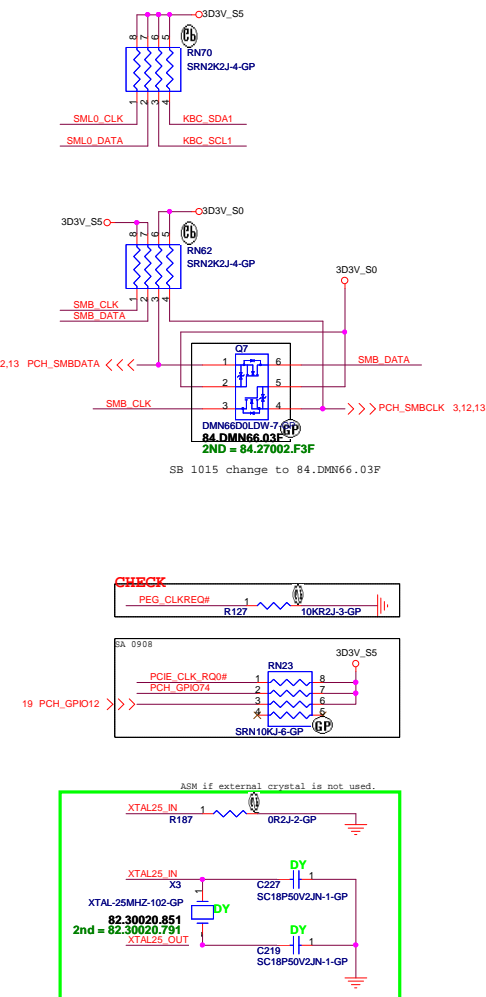 3D3V_S5
8 7 6 5
RN70
SRN2K2J-4-GP
1 2 3 4
SML0_CLK KBC_SDA1
SML0_DATA KBC_SCL1
3D3V_S5 3D3V_S0
8 7 6 5
RN62
SRN2K2J-4-GP
3D3V_S0
1 2 3 4
SMB_CLK
SMB_DATA
Q7
2,13 PCH_SMBDATA 1 6 SMB_DATA
2 5
SMB_CLK 3 4 PCH_SMBCLK 3,12,13
DMN66D0LDW-7-GP
84.DMN66.03F
GP
2ND = 84.27002.F3F
SB 1015 change to 84.DMN66.03F
CHECK
PEG_CLKREQ# 1
R127 10KR2J-3-GP
SA 0908
3D3V_S5
RN23
PCIE_CLK_RQ0# 1 8
PCH_GPIO74 2 7
19 PCH_GPIO12 3 6
4 5
SRN10KJ-6-GP GP
ASM if external crystal is not used.
XTAL25_IN 1
R187 0R2J-2-GP
DY
XTAL25_IN 1
X3 C227
1 SC18P50V2JN-1-GP
XTAL-25MHZ-102-GP
DY
82.30020.851
2nd = 82.30020.791
DY
XTAL25_OUT 1
C219
SC18P50V2JN-1-GP